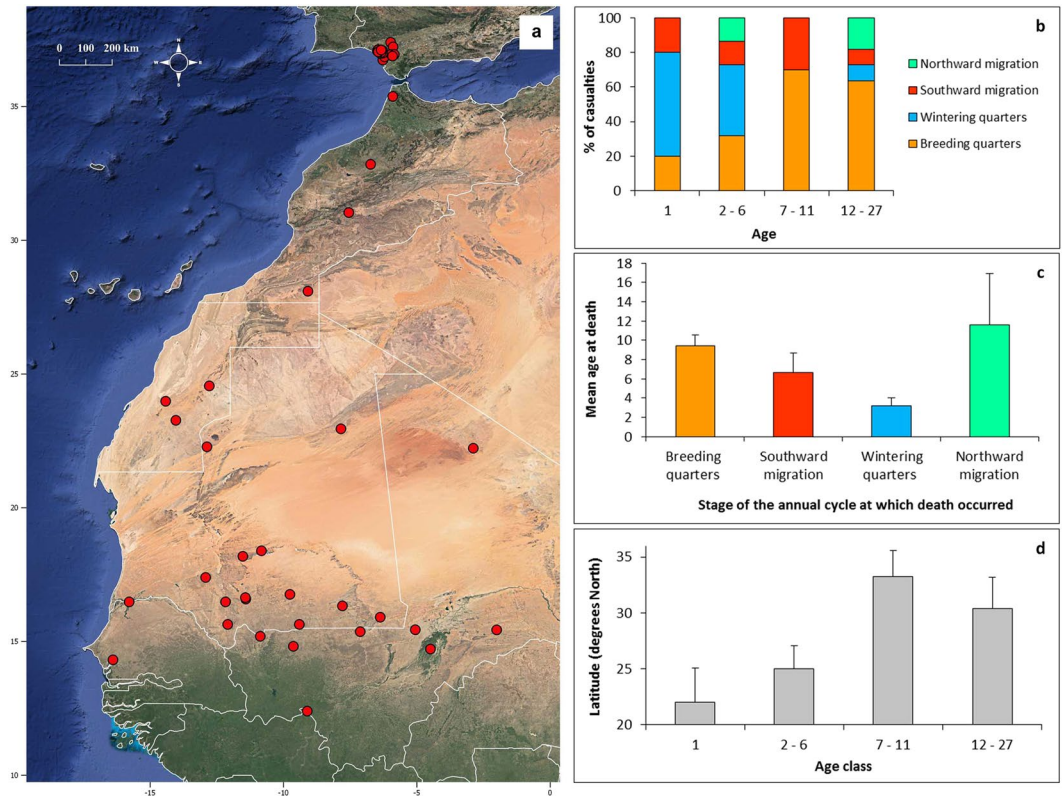 a
0 100 200 km
N
W E
S
35
30
25
20
15
10
-15 -10 -5 0
b
% of casualties
100
80
60
40
20
0
1 2 - 6 7 - 11 12 - 27
Age
Northward migration
Southward migration
Wintering quarters
Breeding quarters
c
Mean age at death
18
16
14
12
10
8
6
4
2
0
Breeding quarters
Southward migration
Wintering quarters
Northward migration
Stage of the annual cycle at which death occurred
d
Latitude (degrees North)
35
30
25
20
1 2 - 6 7 - 11 12 - 27
Age class